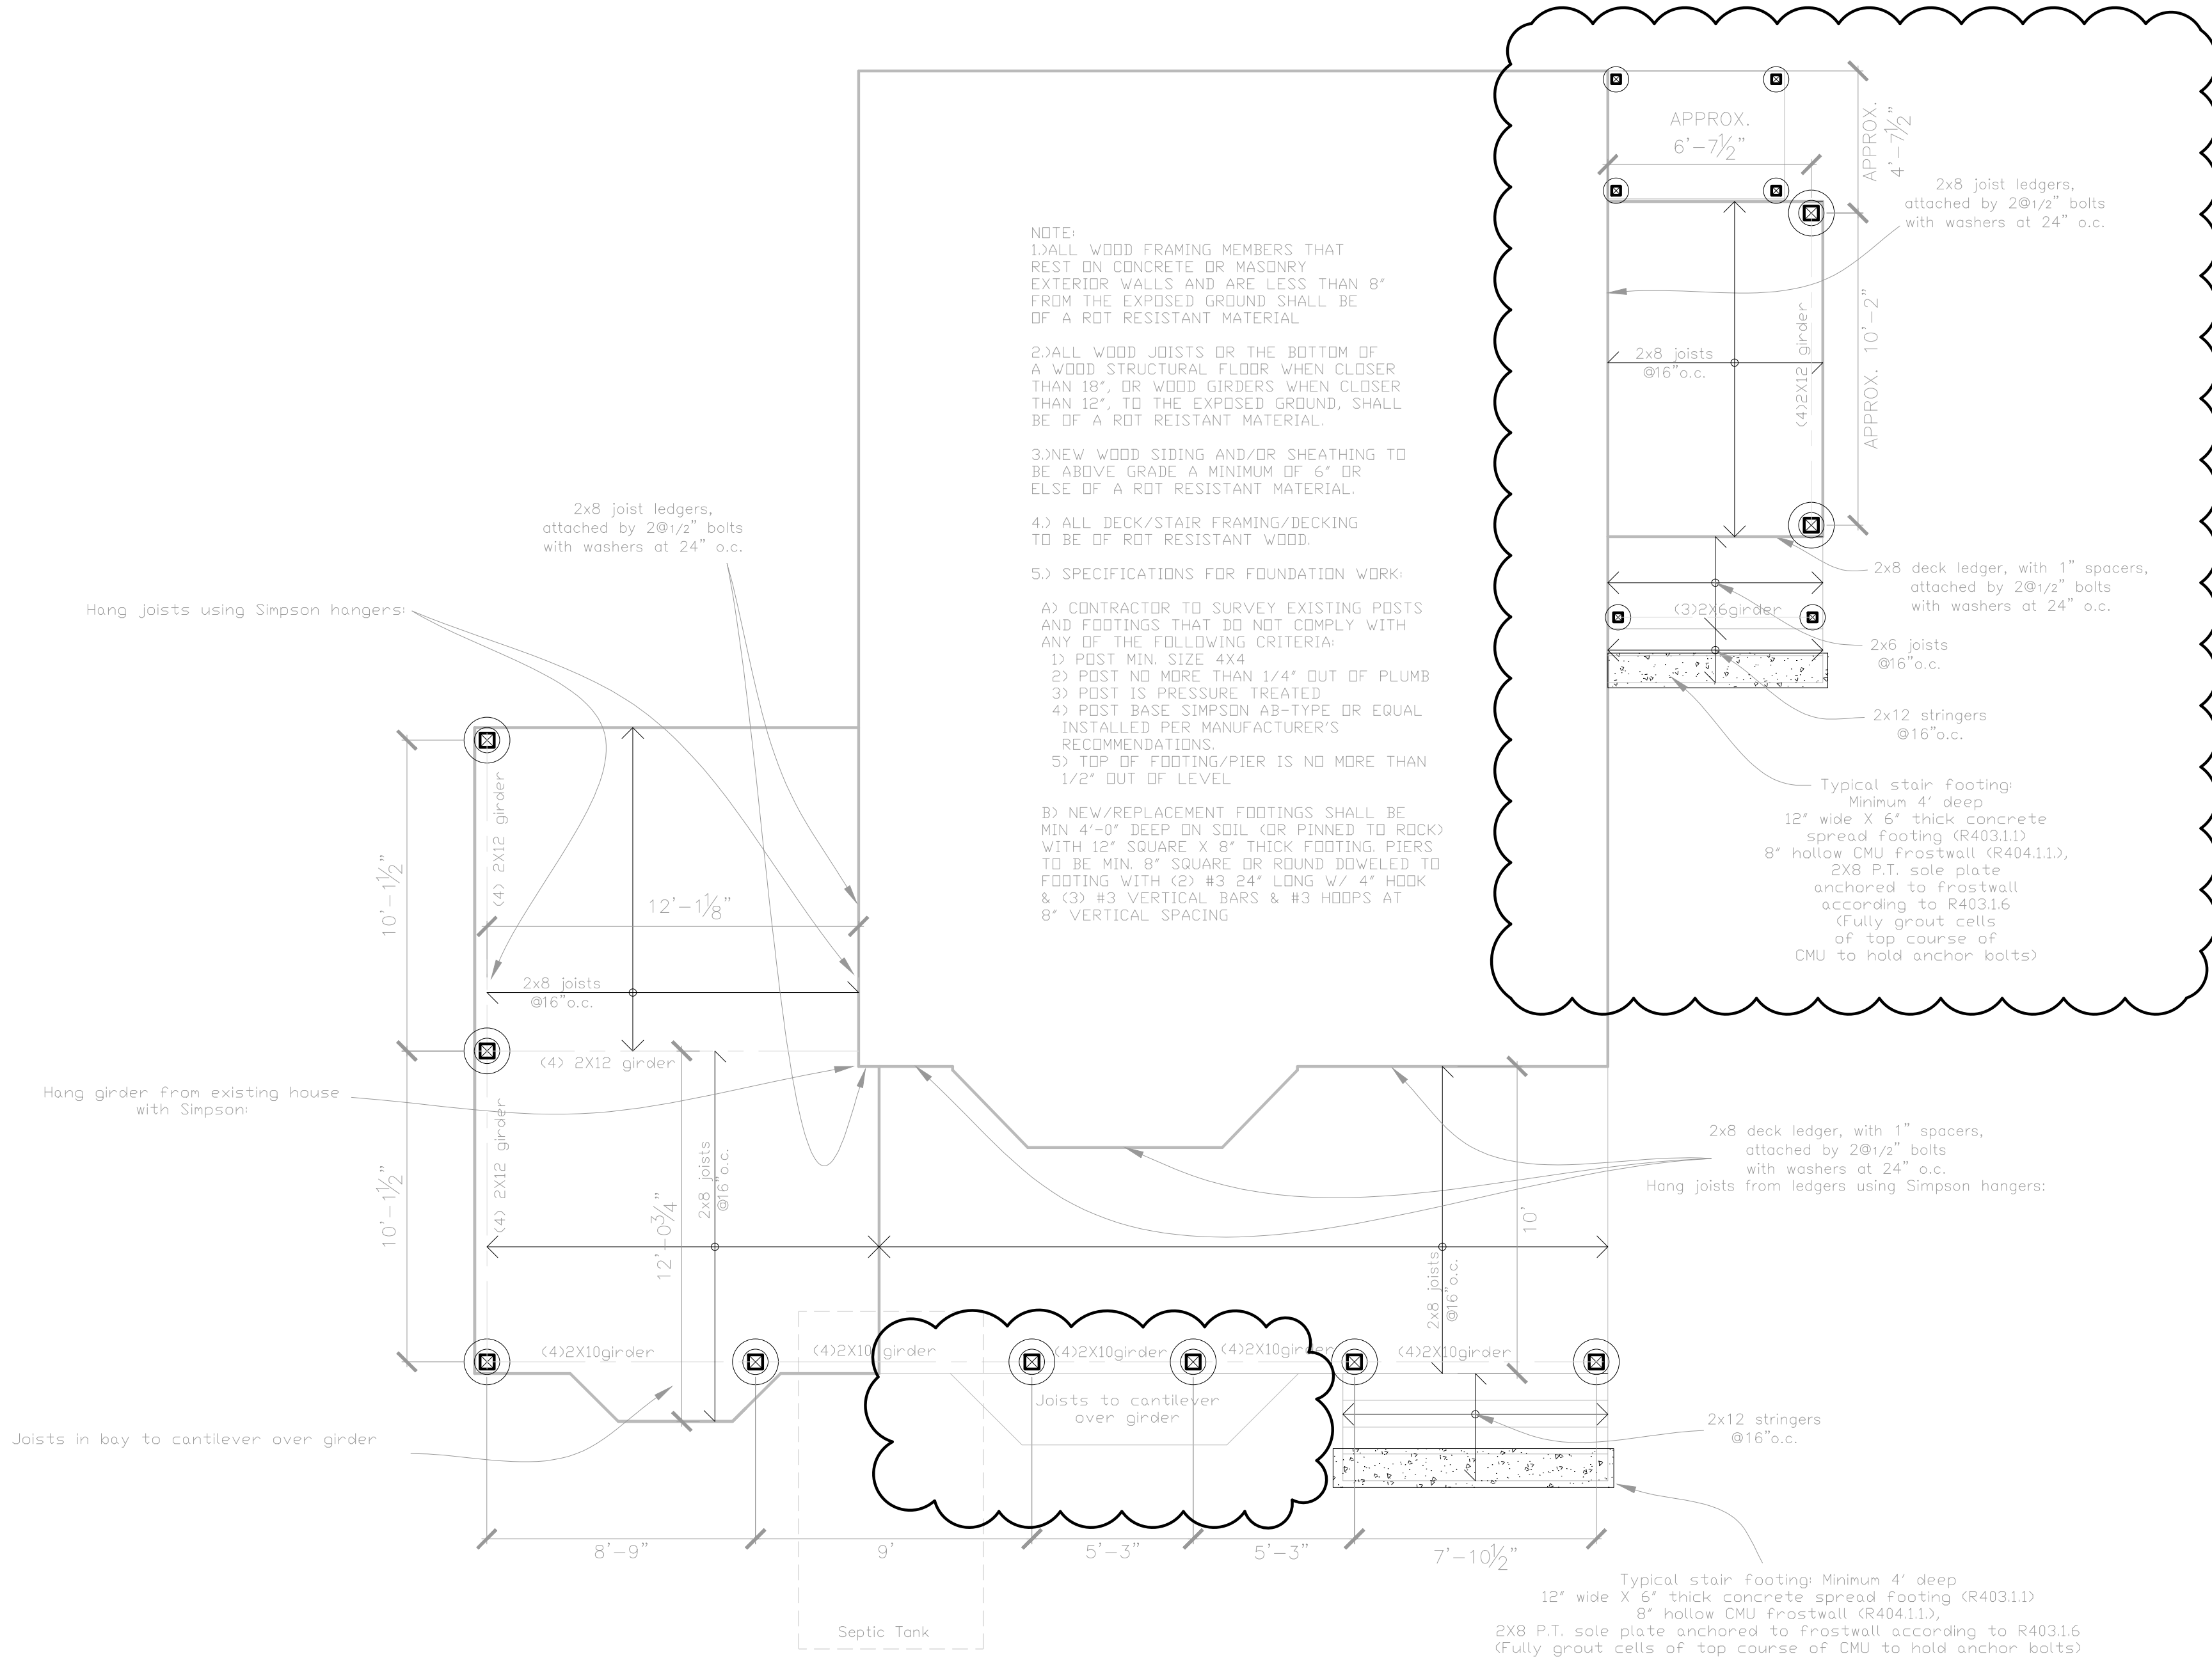 APPROX.
6'-7½"
APPROX.
4'-7½"
2x8 joist ledgers,
attached by 2@1/2" bolts
with washers at 24" o.c.
2x8 joists
@16"o.c.
(4)2X12 girder
APPROX. 10'-2"
2x8 deck ledger, with 1" spacers,
attached by 2@1/2" bolts
with washers at 24" o.c.
(3)2X6girder
2x6 joists
@16"o.c.
2x12 stringers
@16"o.c.
Typical stair footing:
Minimum 4' deep
12" wide X 6" thick concrete
spread footing (R403.1.1)
8" hollow CMU frostwall (R404.1.1.),
2X8 P.T. sole plate
anchored to frostwall
according to R403.1.6
(Fully grout cells
of top course of
CMU to hold anchor bolts)
NOTE:
1.)ALL WOOD FRAMING MEMBERS THAT
REST ON CONCRETE OR MASONRY
EXTERIOR WALLS AND ARE LESS THAN 8"
FROM THE EXPOSED GROUND SHALL BE
OF A ROT RESISTANT MATERIAL
2.)ALL WOOD JOISTS OR THE BOTTOM OF
A WOOD STRUCTURAL FLOOR WHEN CLOSER
THAN 18", OR WOOD GIRDERS WHEN CLOSER
THAN 12", TO THE EXPOSED GROUND, SHALL
BE OF A ROT REISTANT MATERIAL.
3.)NEW WOOD SIDING AND/OR SHEATHING TO
BE ABOVE GRADE A MINIMUM OF 6" OR
ELSE OF A ROT RESISTANT MATERIAL.
4.) ALL DECK/STAIR FRAMING/DECKING
TO BE OF ROT RESISTANT WOOD.
5.) SPECIFICATIONS FOR FOUNDATION WORK:
A) CONTRACTOR TO SURVEY EXISTING POSTS
AND FOOTINGS THAT DO NOT COMPLY WITH
ANY OF THE FOLLOWING CRITERIA:
1) POST MIN. SIZE 4X4
2) POST NO MORE THAN 1/4" OUT OF PLUMB
3) POST IS PRESSURE TREATED
4) POST BASE SIMPSON AB-TYPE OR EQUAL
INSTALLED PER MANUFACTURER'S
RECOMMENDATIONS.
5) TOP OF FOOTING/PIER IS NO MORE THAN
1/2" OUT OF LEVEL
B) NEW/REPLACEMENT FOOTINGS SHALL BE
MIN 4'-0" DEEP ON SOIL (OR PINNED TO ROCK)
WITH 12" SQUARE X 8" THICK FOOTING. PIERS
TO BE MIN. 8" SQUARE OR ROUND DOWELED TO
FOOTING WITH (2) #3 24" LONG W/ 4" HOOK
& (3) #3 VERTICAL BARS & #3 HOOPS AT
8" VERTICAL SPACING
2x8 joist ledgers,
attached by 2@1/2" bolts
with washers at 24" o.c.
Hang joists using Simpson hangers:
(4) 2X12 girder
10'-1½"
12'-1⅛"
2x8 joists
@16"o.c.
(4) 2X12 girder
Hang girder from existing house
with Simpson:
(4) 2X12 girder
10'-1½"
2x8 joists
@16"o.c.
12'-0¾"
2x8 deck ledger, with 1" spacers,
attached by 2@1/2" bolts
with washers at 24" o.c.
Hang joists from ledgers using Simpson hangers:
10'
2x8 joists
@16"o.c.
(4)2X10girder
(4)2X10 girder
(4)2X10girder
(4)2X10girder
(4)2X10girder
Joists to cantilever
over girder
Joists in bay to cantilever over girder
2x12 stringers
@16"o.c.
8'-9"
9'
5'-3"
5'-3"
7'-10½"
Septic Tank
Typical stair footing: Minimum 4' deep
12" wide X 6" thick concrete spread footing (R403.1.1)
8" hollow CMU frostwall (R404.1.1.),
2X8 P.T. sole plate anchored to frostwall according to R403.1.6
(Fully grout cells of top course of CMU to hold anchor bolts)